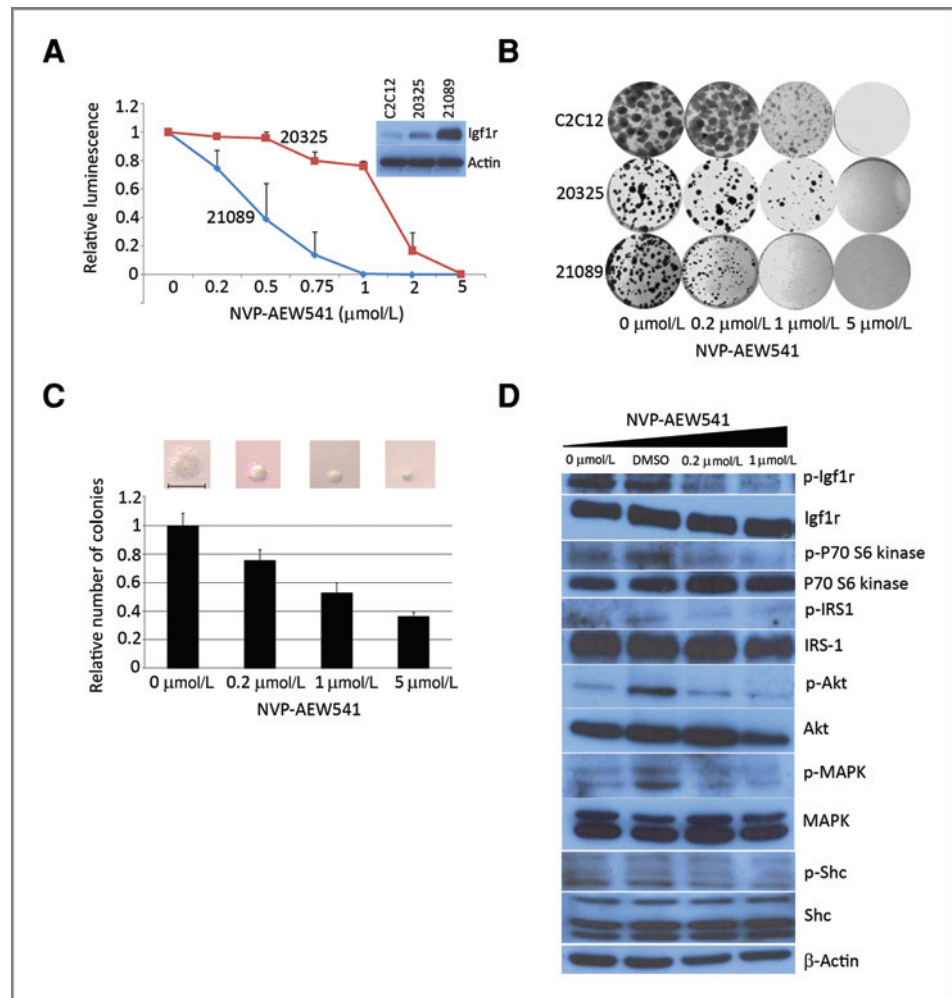 A
Relative luminescence
1.2
1
0.8
0.6
0.4
0.2
0
20325
21089
C2C12
20325
21089
Igf1r
Actin
0 0.2 0.5 0.75 1 2 5
NVP-AEW541 (μmol/L)
B
C2C12
20325
21089
0 μmol/L 0.2 μmol/L 1 μmol/L 5 μmol/L
NVP-AEW541
C
Relative number of colonies
1.2
1
0.8
0.6
0.4
0.2
0
0 μmol/L 0.2 μmol/L 1 μmol/L 5 μmol/L
NVP-AEW541
D
NVP-AEW541
0 μmol/L DMSO 0.2 μmol/L 1 μmol/L
p-Igf1r
Igf1r
p-P70 S6 kinase
P70 S6 kinase
p-IRS1
IRS-1
p-Akt
Akt
p-MAPK
MAPK
p-Shc
Shc
β-Actin